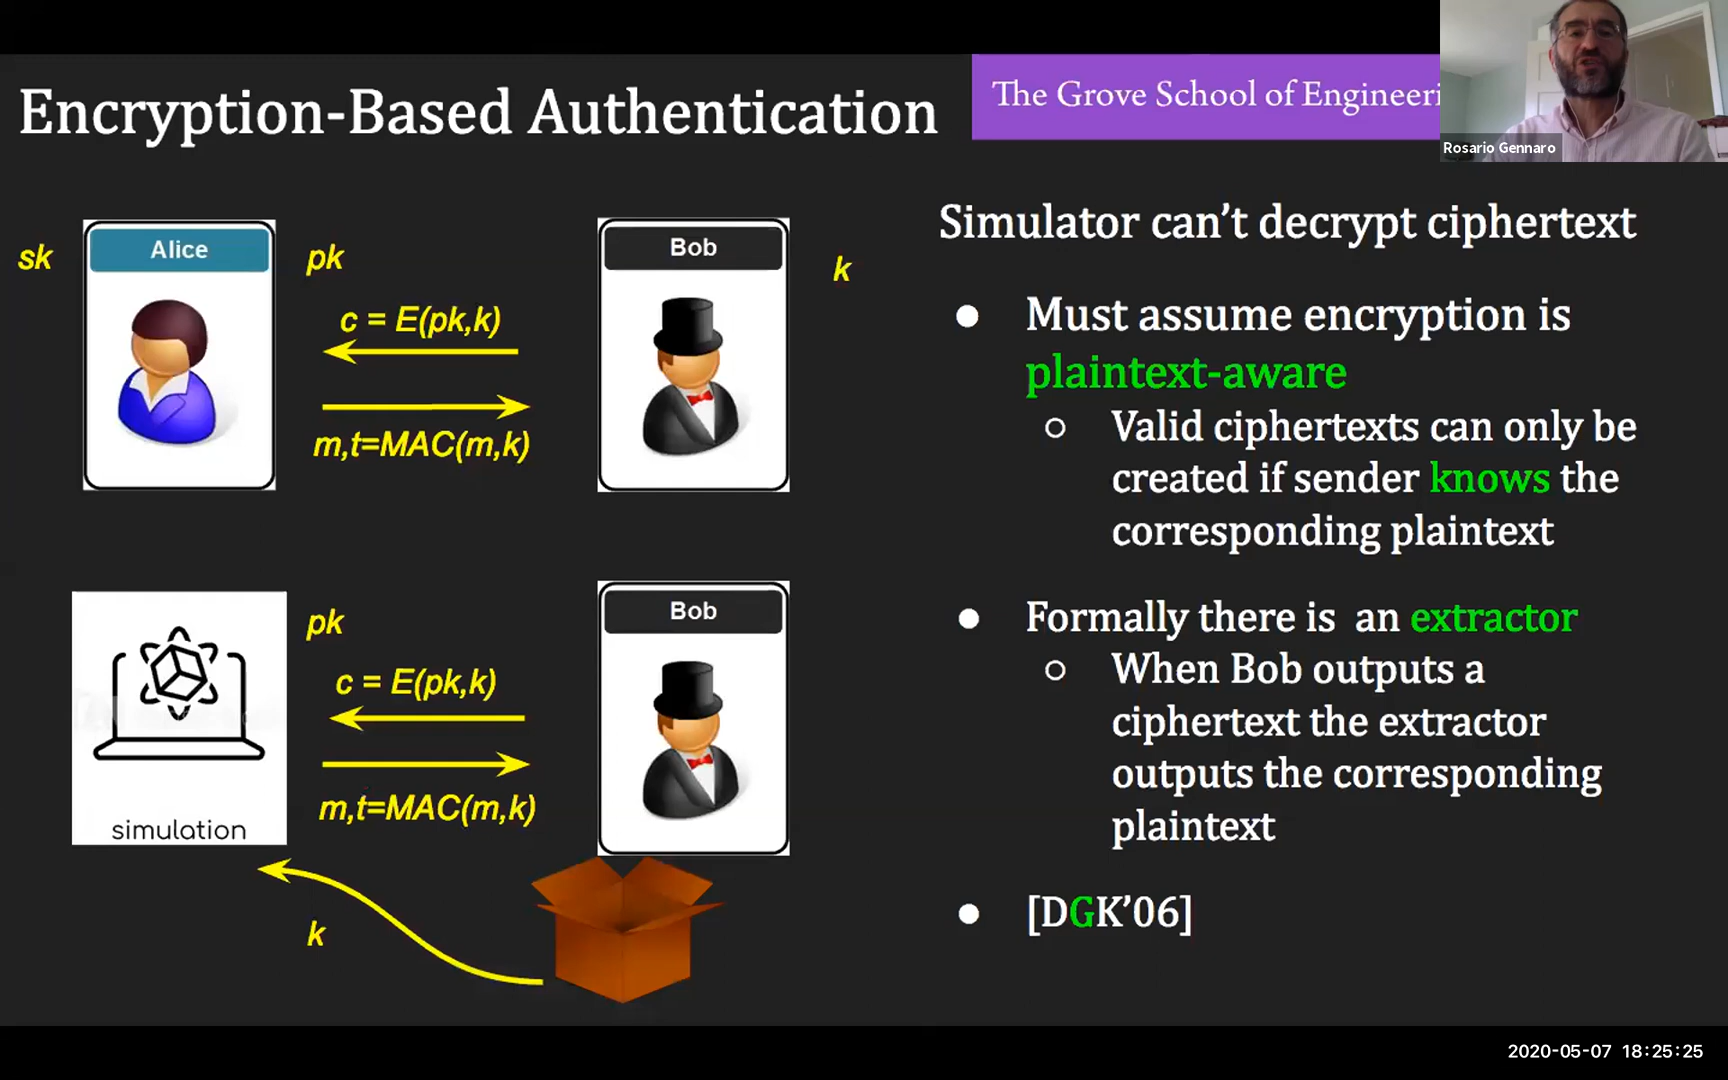 Encryption-Based Authentication
The Grove School of Engineeri
Rosario Gennaro
sk
Alice
pk
Bob
k
c = E(pk,k)
m,t=MAC(m,k)
pk
Bob
c = E(pk,k)
m,t=MAC(m,k)
simulation
k
Simulator can’t decrypt ciphertext
● Must assume encryption is
plaintext-aware
○ Valid ciphertexts can only be
created if sender knows the
corresponding plaintext
● Formally there is an extractor
○ When Bob outputs a
ciphertext the extractor
outputs the corresponding
plaintext
● [DGK’06]
2020-05-07 18:25:25